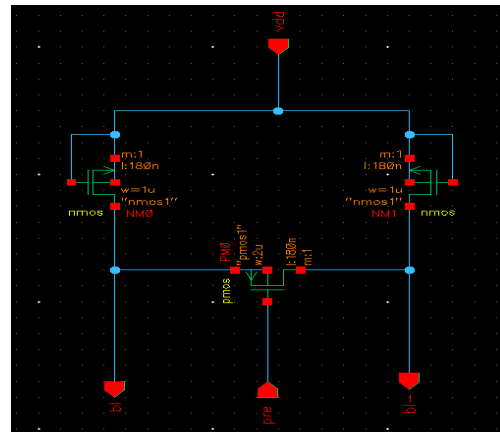 vdd
m:1
l:180n
w=1u
"nmos1"
nmos
NM0
m:1
l:180n
w=1u
"nmos1"
NM1
nmos
PM0
"pmos1"
w:2u
l:180n
m:1
pmos
bl
pre